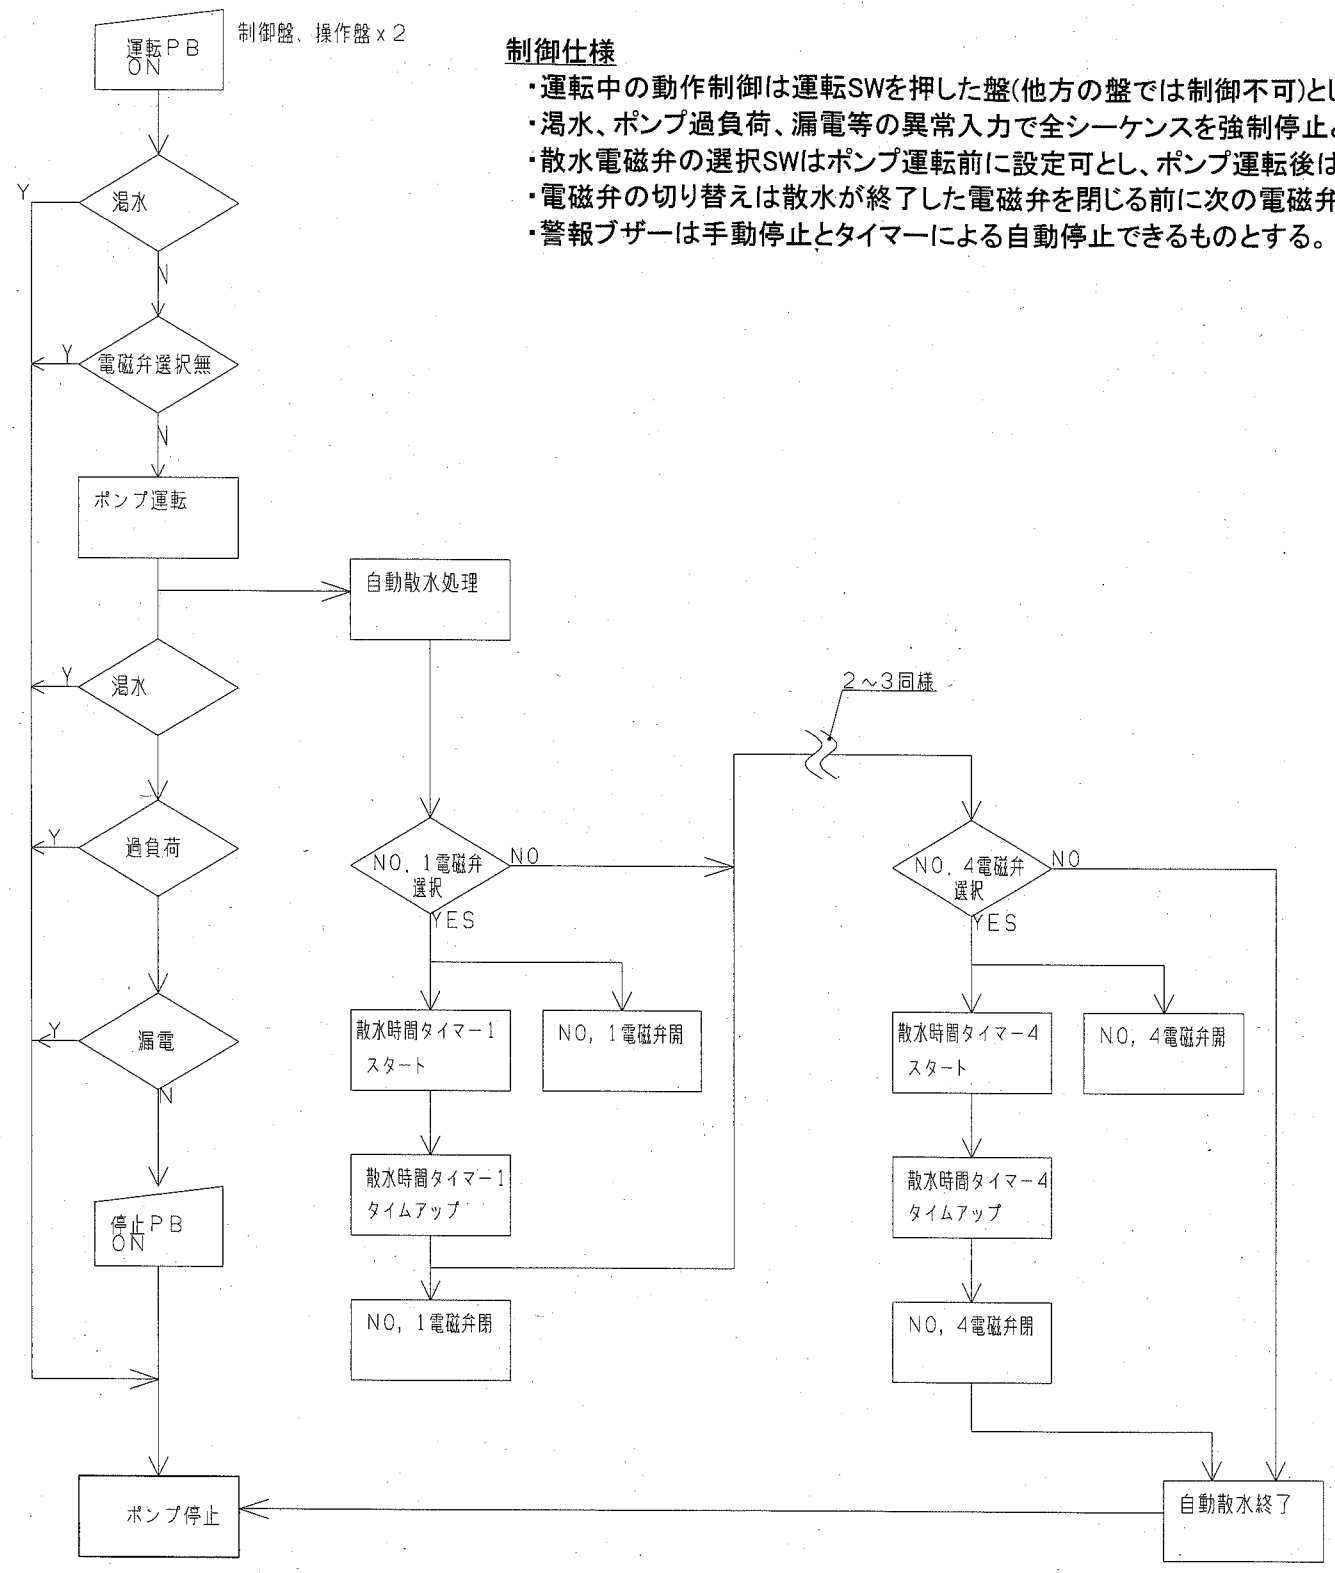 運転PB
ON
制御盤、操作盤x2
制御仕様
・運転中の動作制御は運転SWを押した盤(他方の盤では制御不可)とし
・渇水、ポンプ過負荷、漏電等の異常入力で全シーケンスを強制停止
・散水電磁弁の選択SWはポンプ運転前に設定可とし、ポンプ運転後は
・電磁弁の切り替えは散水が終了した電磁弁を閉じる前に次の電磁弁
・警報ブザーは手動停止とタイマーによる自動停止できるものとする。
Y
渇水
N
Y
電磁弁選択無
N
ポンプ運転
自動散水処理
Y
渇水
2～3同様
Y
過負荷
NO，1電磁弁
選択
NO
YES
NO．4電磁弁
選択
NO
YES
Y
漏電
N
散水時間タイマー1
スタート
NO，1電磁弁開
散水時間タイマー4
スタート
NO，4電磁弁開
散水時間タイマー1
タイムアップ
散水時間タイマー4
タイムアップ
停止PB
ON
NO，1電磁弁閉
NO，4電磁弁閉
ポンプ停止
自動散水終了